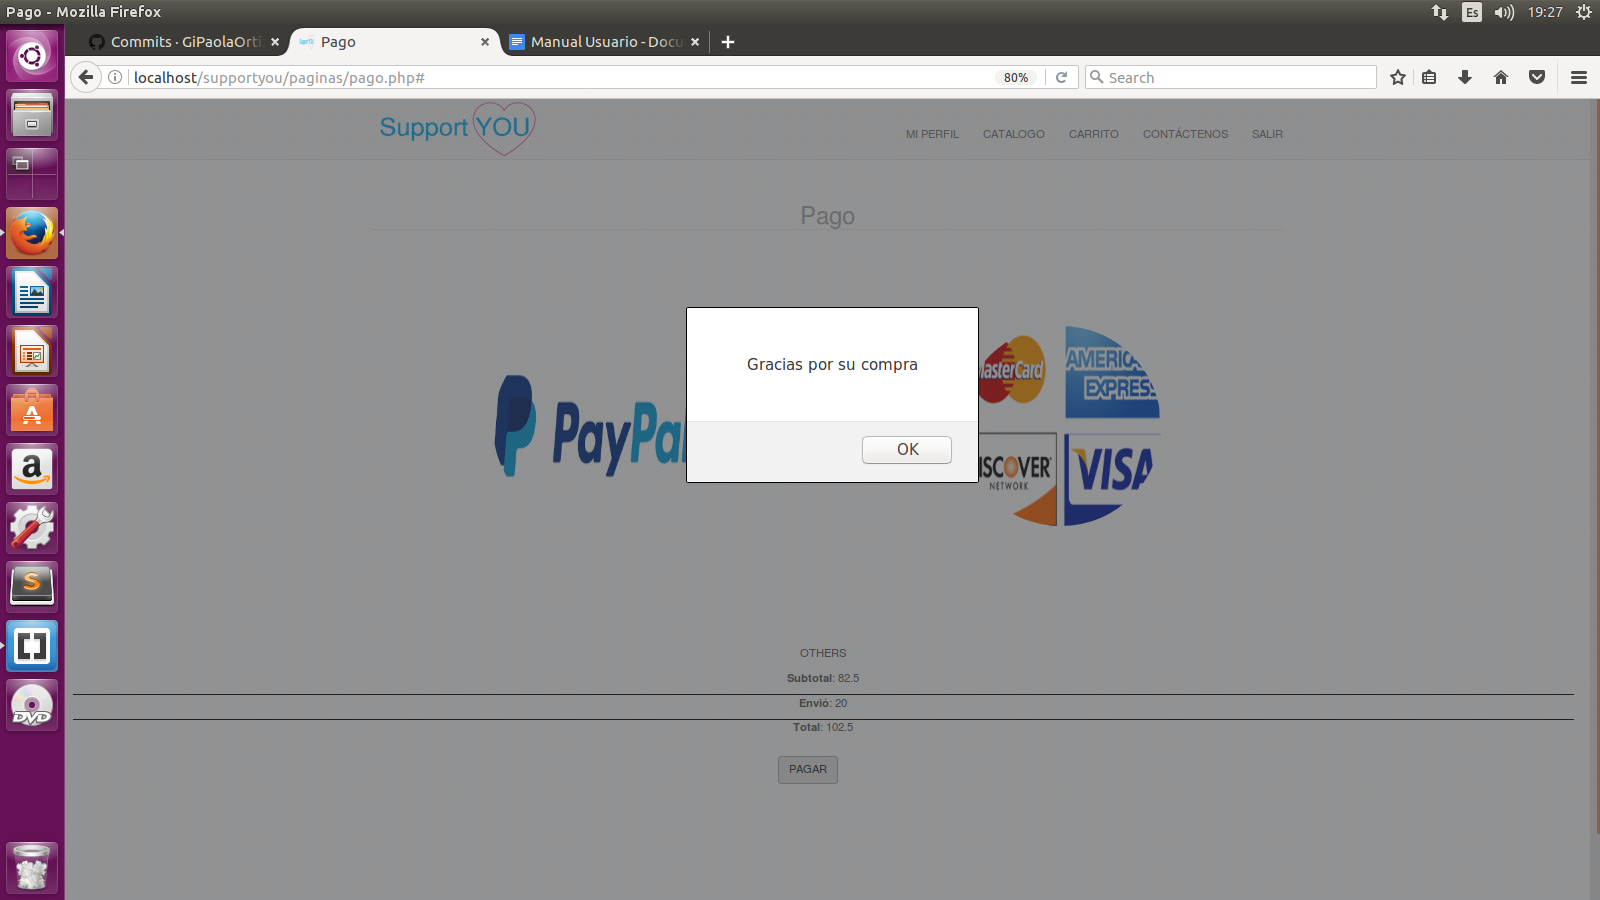 Pago - Mozilla Firefox
Es
19:27
Commits · GiPaolaOrti
Pago
Manual Usuario - Docu
localhost/supportyou/paginas/pago.php#
80%
Search
Support YOU
MI PERFIL
CATALOGO
CARRITO
CONTÁCTENOS
SALIR
Pago
Gracias por su compra
OK
PayPal
MasterCard
AMERICAN EXPRESS
DISCOVER
NETWORK
VISA
OTHERS
Subtotal: 82.5
Envió: 20
Total: 102.5
PAGAR
DVD